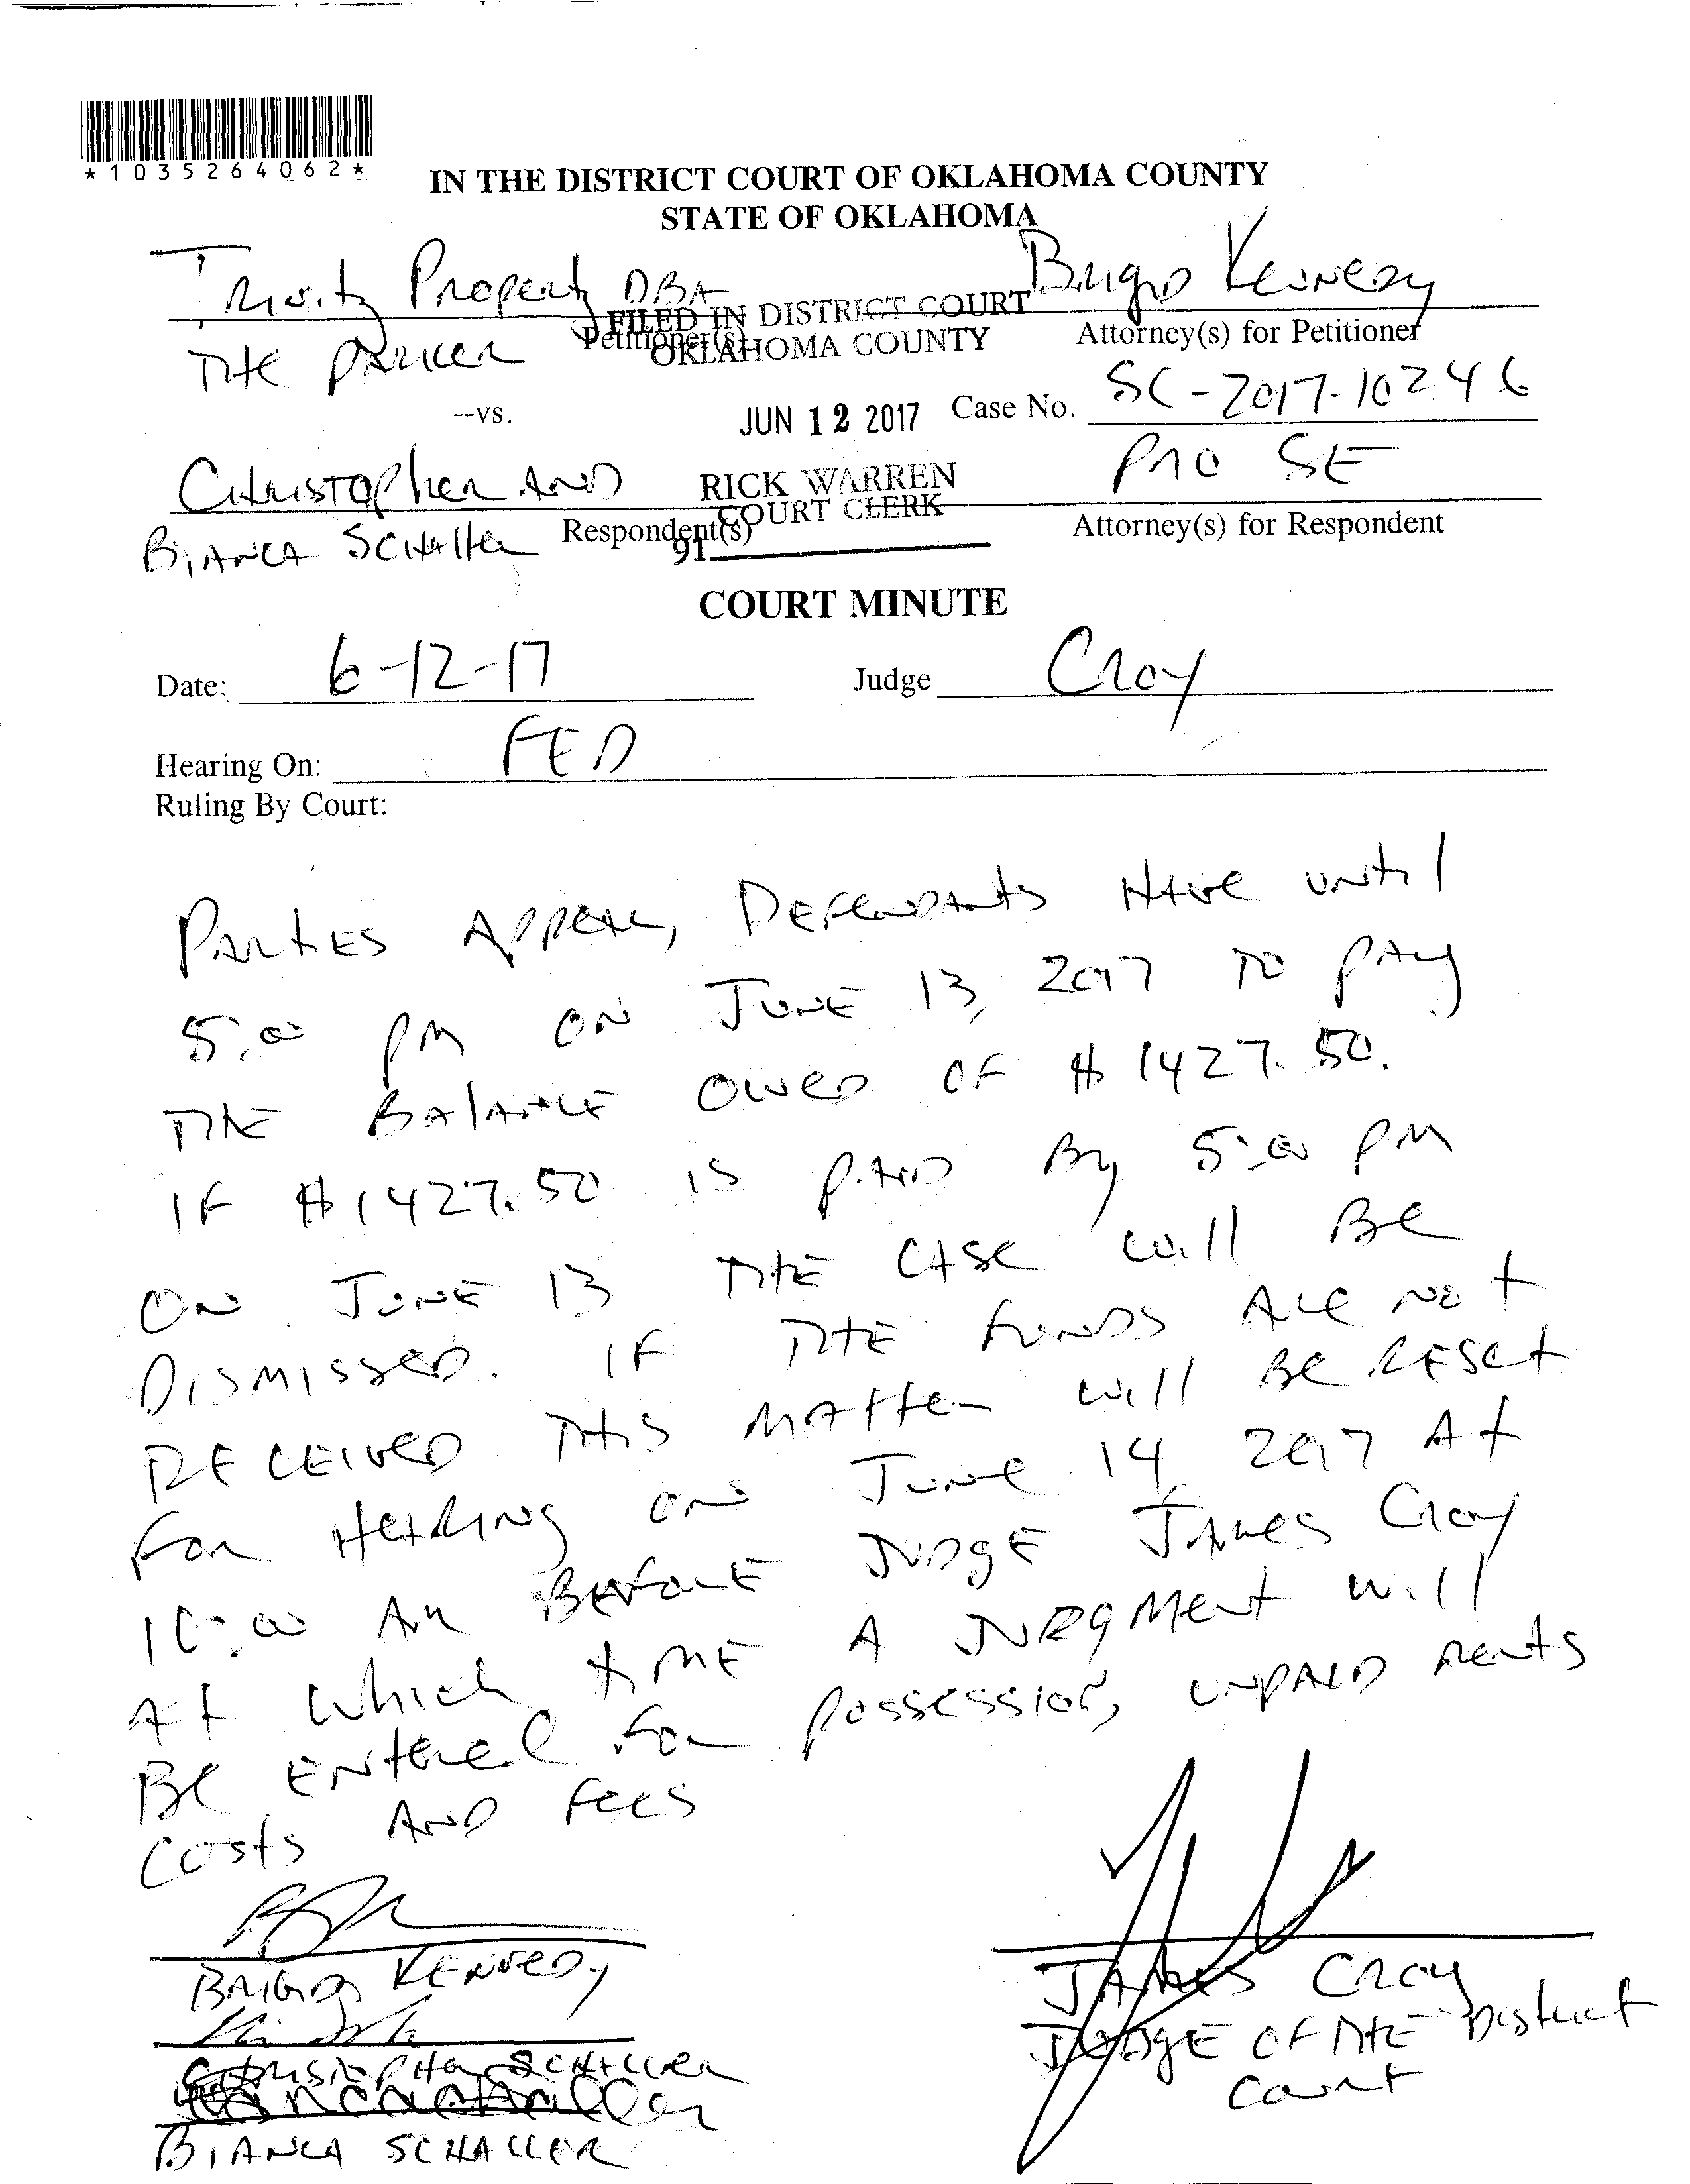 *10352640 62*
IN THE DISTRICT COURT OF OKLAHOMA COUNTY
STATE OF OKLAHOMA
Trinity Property DBA
Brigid Kennedy
FILED IN DISTRICT COURT
Petitioner(s)
OKLAHOMA COUNTY
Attorney(s) for Petitioner
THE PARKER
--vs.
JUN 12 2017
Case No. SC-2017-10246
CHRISTOPHER AND
RICK WARREN
PRO SE
COURT CLERK
Respondent(s)
Attorney(s) for Respondent
BIANCA SCHALLER
91
COURT MINUTE
Date: 6-12-17
Judge Croy
Hearing On: FED
Ruling By Court:
PARTIES APPEAR, DEFENDANTS HAVE until
5:00 PM ON JUNE 13, 2017 TO PAY
THE BALANCE OWED OF $1427.50.
IF $1427.50 IS PAID By 5:00 PM
ON JUNE 13 THE CASE will BE
DISMISSED. IF THE FUNDS ARE NOT
RECEIVED THIS MATTER will BE RESET
FOR HEARING ON JUNE 14, 2017 At
10:00 AM BEFORE JUDGE JAMES Croy
At which time A JUDGMENT will
BE ENTERED FOR POSSESSION, UNPAID RENTS
COSTS AND FEES
BRIGID KENNEDY
JAMES CROY
JUDGE OF THE District
Court
CHRISTOPHER SCHALLER
Bianca Schaller
BIANCA SCHALLER